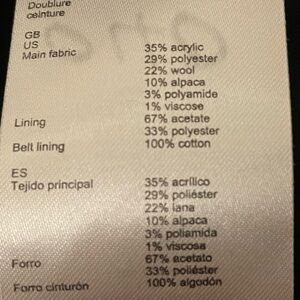 Doublure
ceinture
GB
US
Main fabric 35% acrylic
29% polyester
22% wool
10% alpaca
3% polyamide
1% viscose
Lining 67% acetate
33% polyester
Belt lining 100% cotton
ES
Tejido principal 35% acrílico
29% poliéster
22% lana
10% alpaca
3% poliamida
1% viscosa
Forro 67% acetato
33% poliéster
Forro cinturón 100% algodón